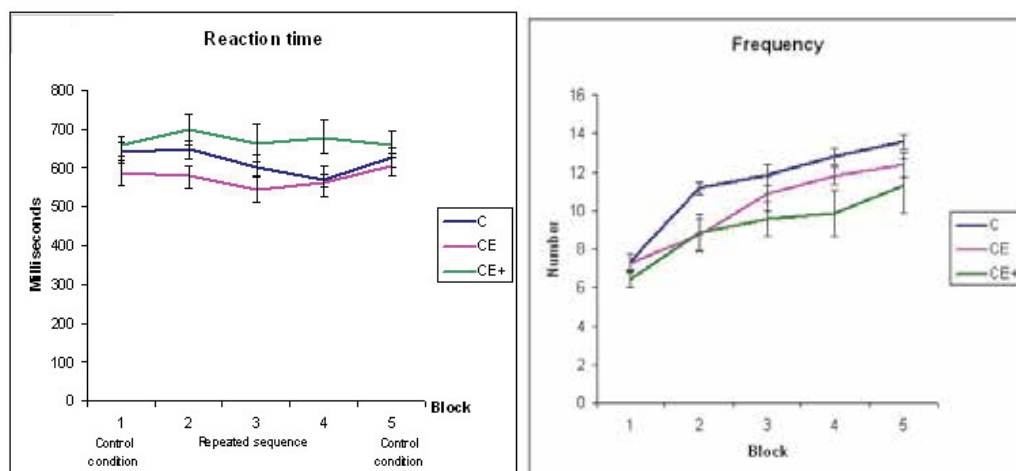 Reaction time
Milliseconds
800
700
600
500
400
300
200
100
0
1 2 3 4 5
Block
Control condition
Repeated sequence
Control condition
C
CE
CE+
Frequency
Number
16
14
12
10
8
6
4
2
0
1 2 3 4 5
Block
C
CE
CE+